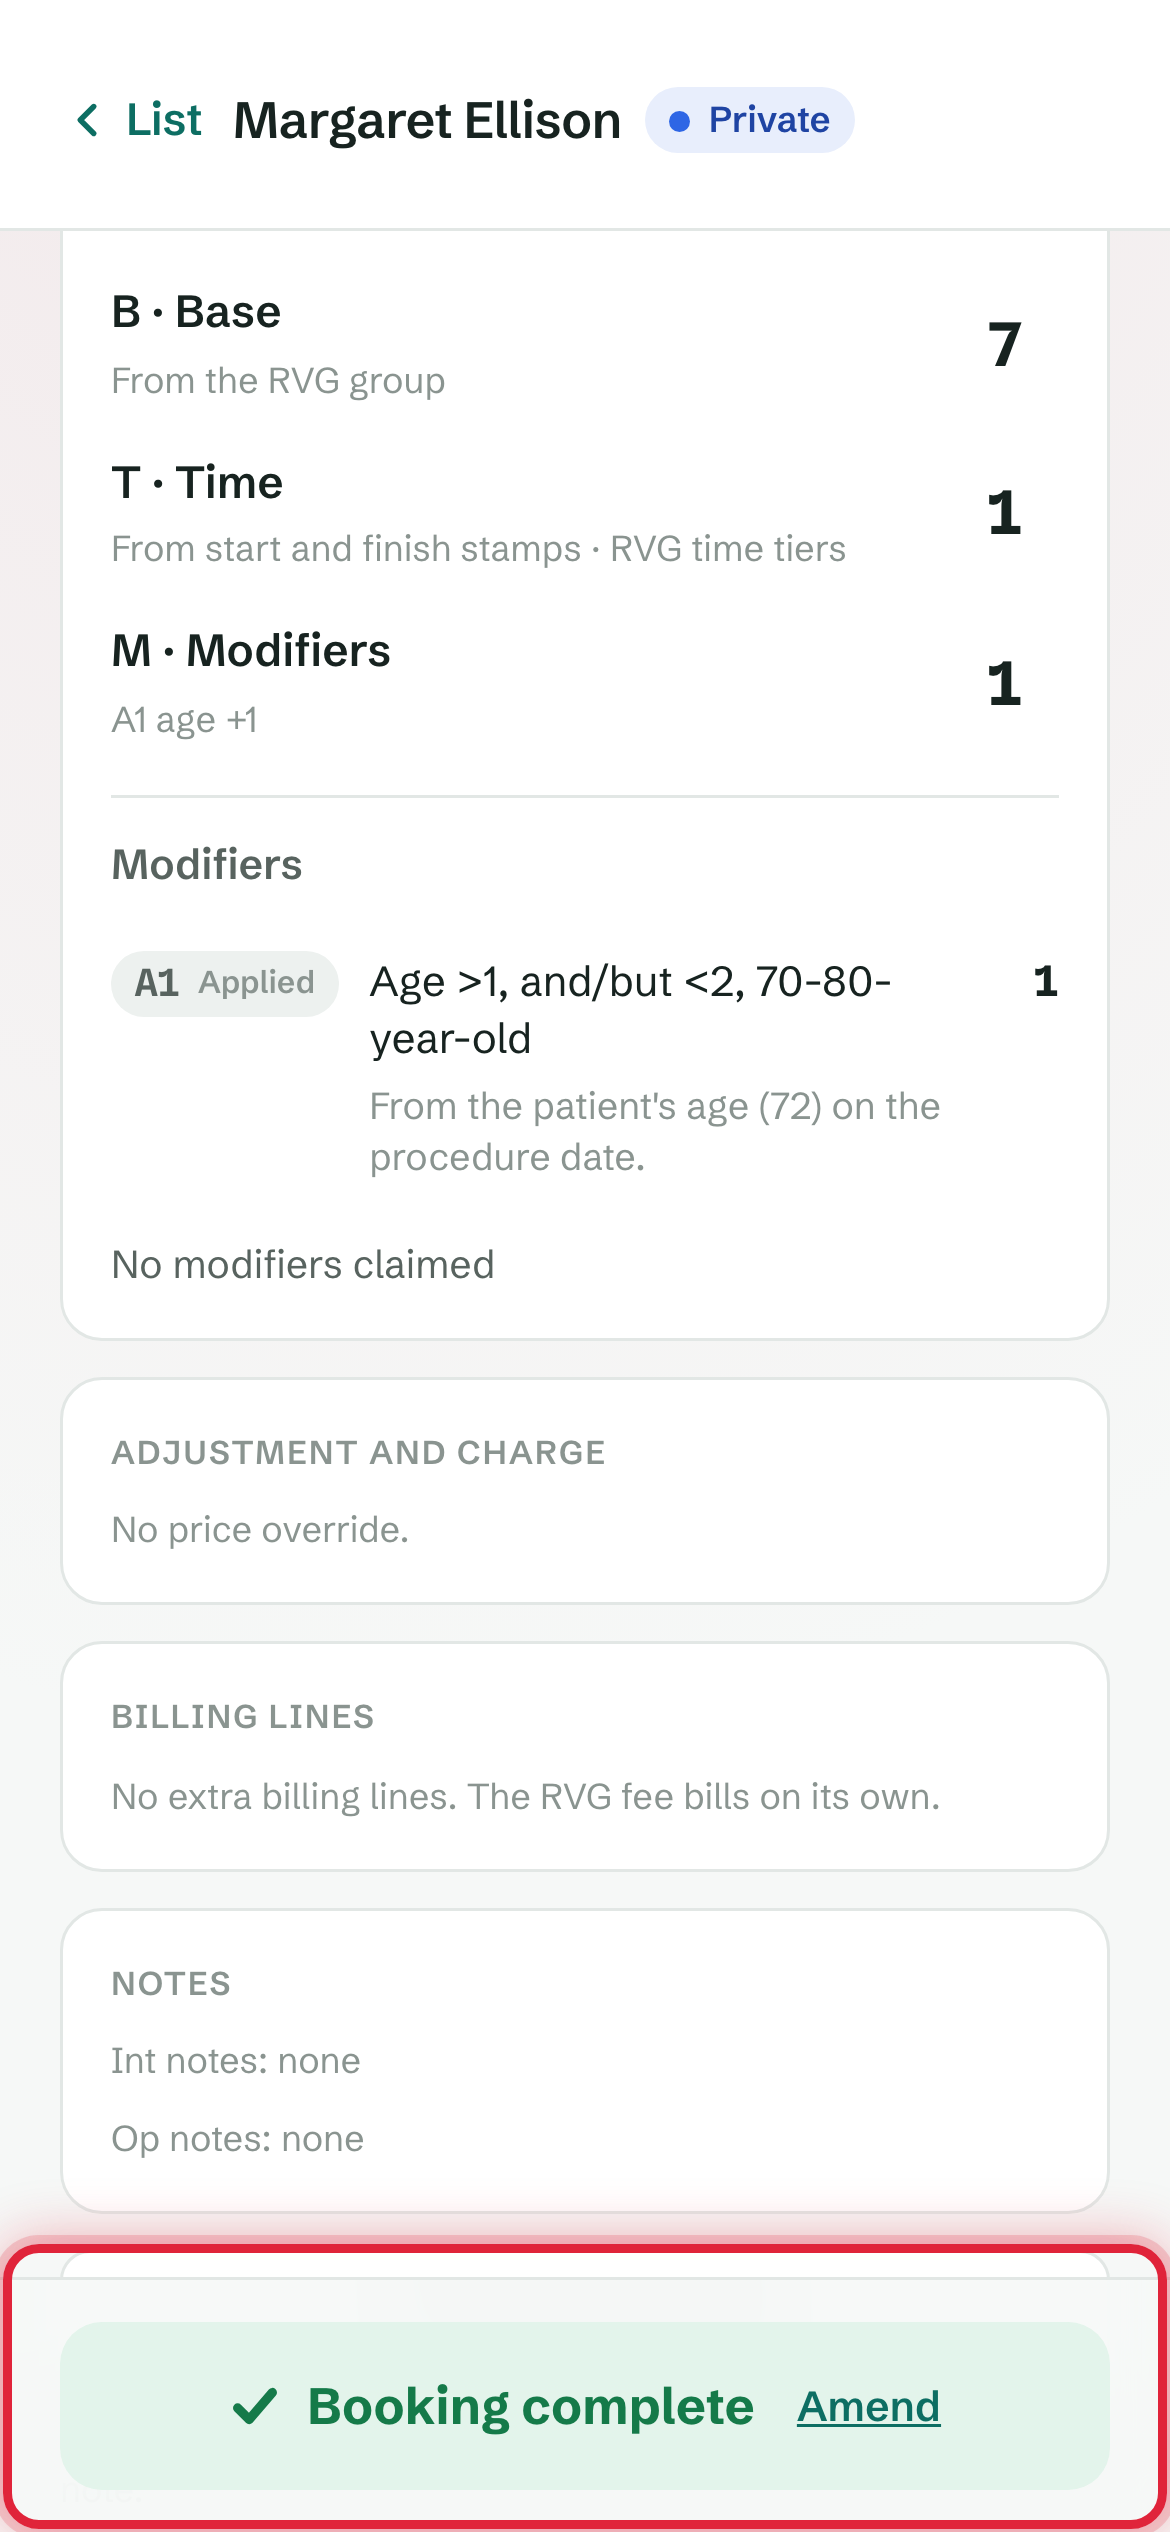 List Margaret Ellison Private
B · Base
7
From the RVG group
T · Time
1
From start and finish stamps · RVG time tiers
M · Modifiers
1
A1 age +1
Modifiers
A1 Applied Age >1, and/but <2, 70-80- 1
year-old
From the patient's age (72) on the
procedure date.
No modifiers claimed
ADJUSTMENT AND CHARGE
No price override.
BILLING LINES
No extra billing lines. The RVG fee bills on its own.
NOTES
Int notes: none
Op notes: none
Booking complete Amend